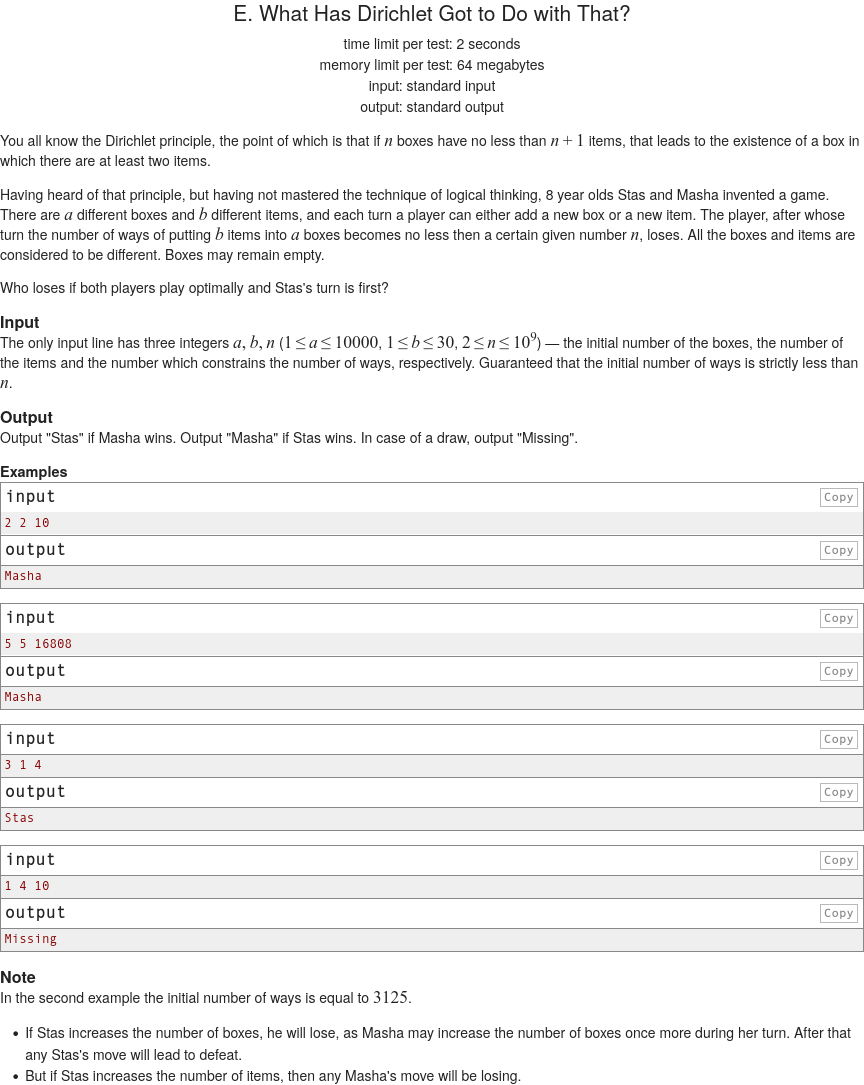 E. What Has Dirichlet Got to Do with That?
time limit per test: 2 seconds
memory limit per test: 64 megabytes
input: standard input
output: standard output
You all know the Dirichlet principle, the point of which is that if n boxes have no less than n + 1 items, that leads to the existence of a box in
which there are at least two items.
Having heard of that principle, but having not mastered the technique of logical thinking, 8 year olds Stas and Masha invented a game.
There are a different boxes and b different items, and each turn a player can either add a new box or a new item. The player, after whose
turn the number of ways of putting b items into a boxes becomes no less then a certain given number n, loses. All the boxes and items are
considered to be different. Boxes may remain empty.
Who loses if both players play optimally and Stas's turn is first?
Input
The only input line has three integers a, b, n (1 ≤ a ≤ 10000, 1 ≤ b ≤ 30, 2 ≤ n ≤ 10^9) — the initial number of the boxes, the number of
the items and the number which constrains the number of ways, respectively. Guaranteed that the initial number of ways is strictly less than
n.
Output
Output "Stas" if Masha wins. Output "Masha" if Stas wins. In case of a draw, output "Missing".
Examples
input Copy
2 2 10
output Copy
Masha
input Copy
5 5 16808
output Copy
Masha
input Copy
3 1 4
output Copy
Stas
input Copy
1 4 10
output Copy
Missing
Note
In the second example the initial number of ways is equal to 3125.
• If Stas increases the number of boxes, he will lose, as Masha may increase the number of boxes once more during her turn. After that
any Stas's move will lead to defeat.
• But if Stas increases the number of items, then any Masha's move will be losing.